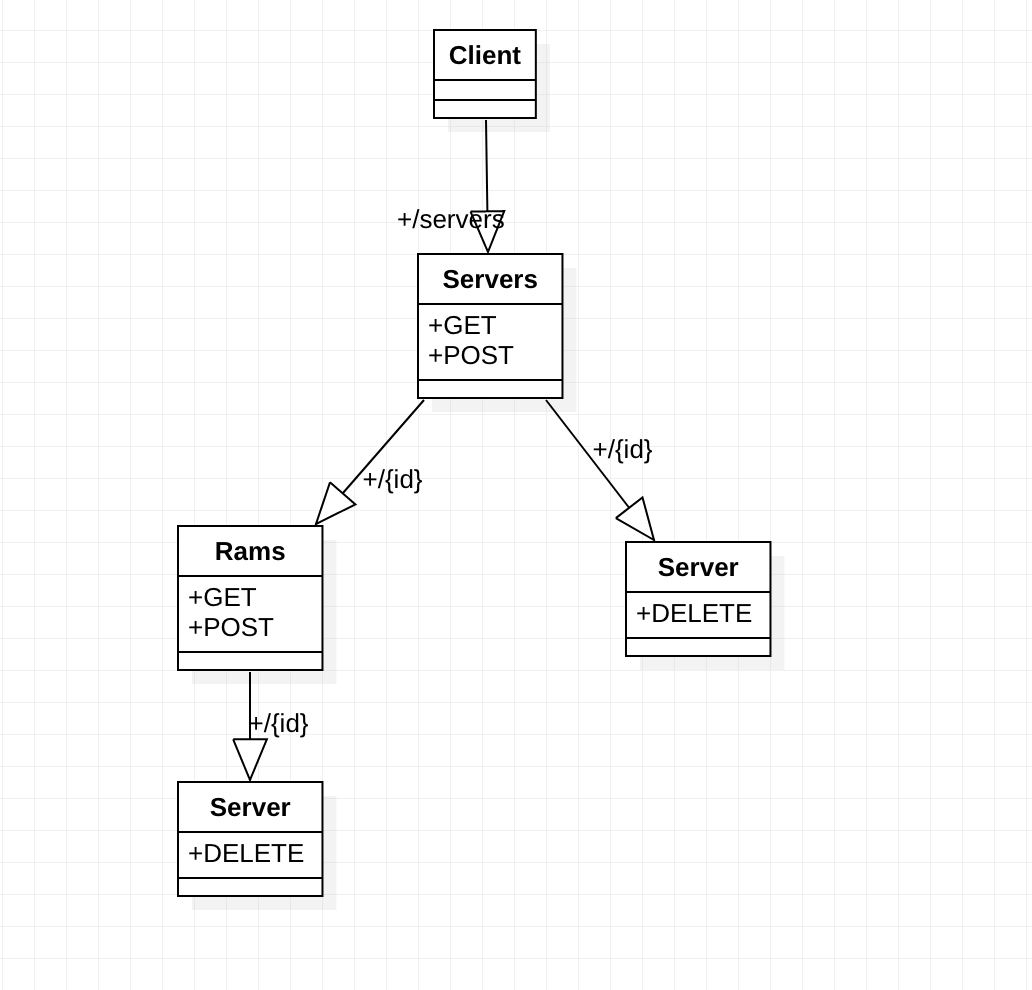 Client
+/servers
Servers
+GET
+POST
+/{id}
+/{id}
Rams
+GET
+POST
Server
+DELETE
+/{id}
Server
+DELETE